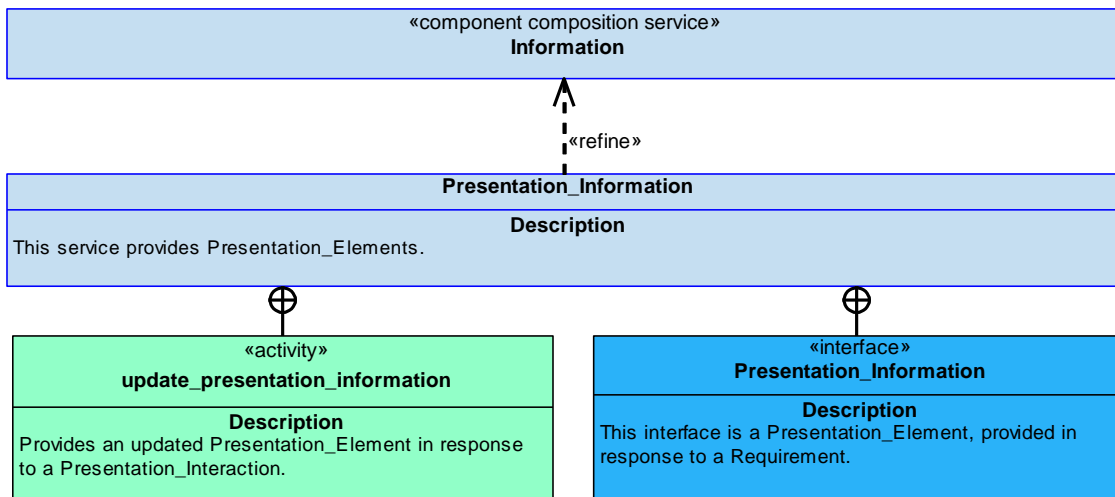 «component composition service»
Information
«refine»
Presentation_Information
Description
This service provides Presentation_Elements.
«activity»
update_presentation_information
Description
Provides an updated Presentation_Element in response
to a Presentation_Interaction.
«interface»
Presentation_Information
Description
This interface is a Presentation_Element, provided in
response to a Requirement.